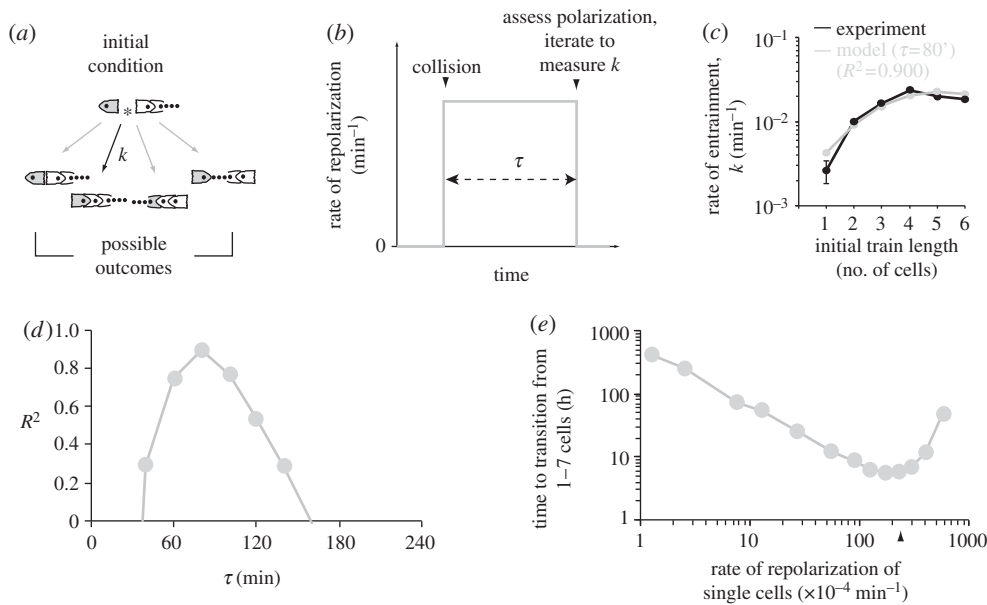 (a)
initial
condition
*
k
possible
outcomes
(b)
assess polarization,
iterate to
measure k
collision
rate of repolarization
(min⁻¹)
τ
0
time
(c)
experiment
model (τ=80’)
(R²=0.900)
rate of entrainment,
k (min⁻¹)
10⁻¹
10⁻²
10⁻³
1 2 3 4 5 6
initial train length
(no. of cells)
(d)
1.0
0.8
0.6
0.4
0.2
0
R²
0 60 120 180 240
τ (min)
(e)
time to transition from
1–7 cells (h)
1000
100
10
1
1 10 100 1000
rate of repolarization of
single cells (×10⁻⁴ min⁻¹)